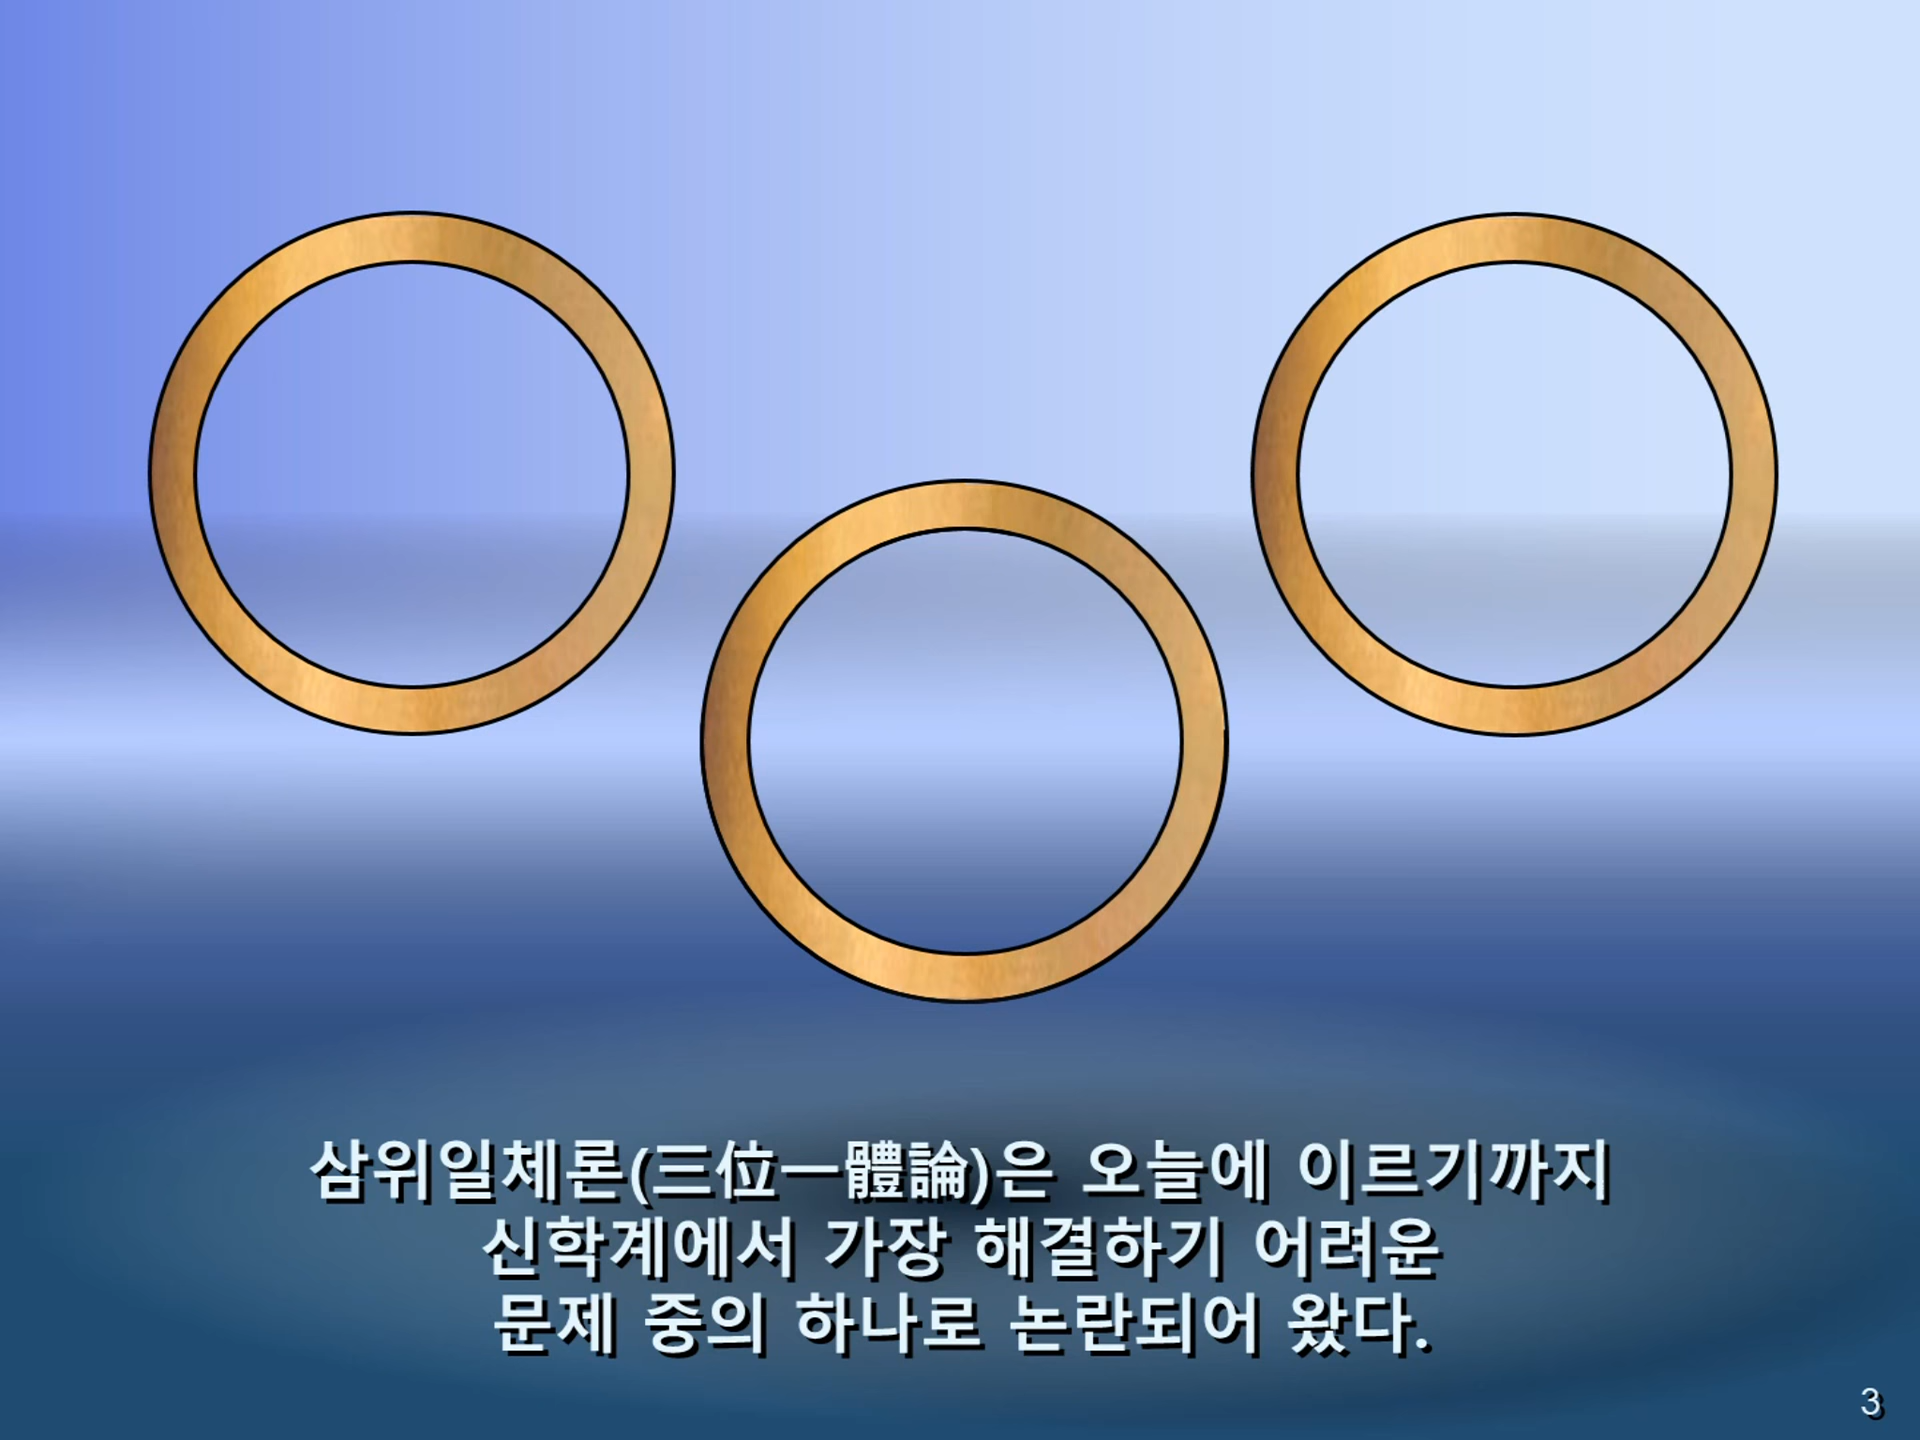 삼위일체론(三位一體論)은 오늘에 이르기까지
신학계에서 가장 해결하기 어려운
문제 중의 하나로 논란되어 왔다.
3